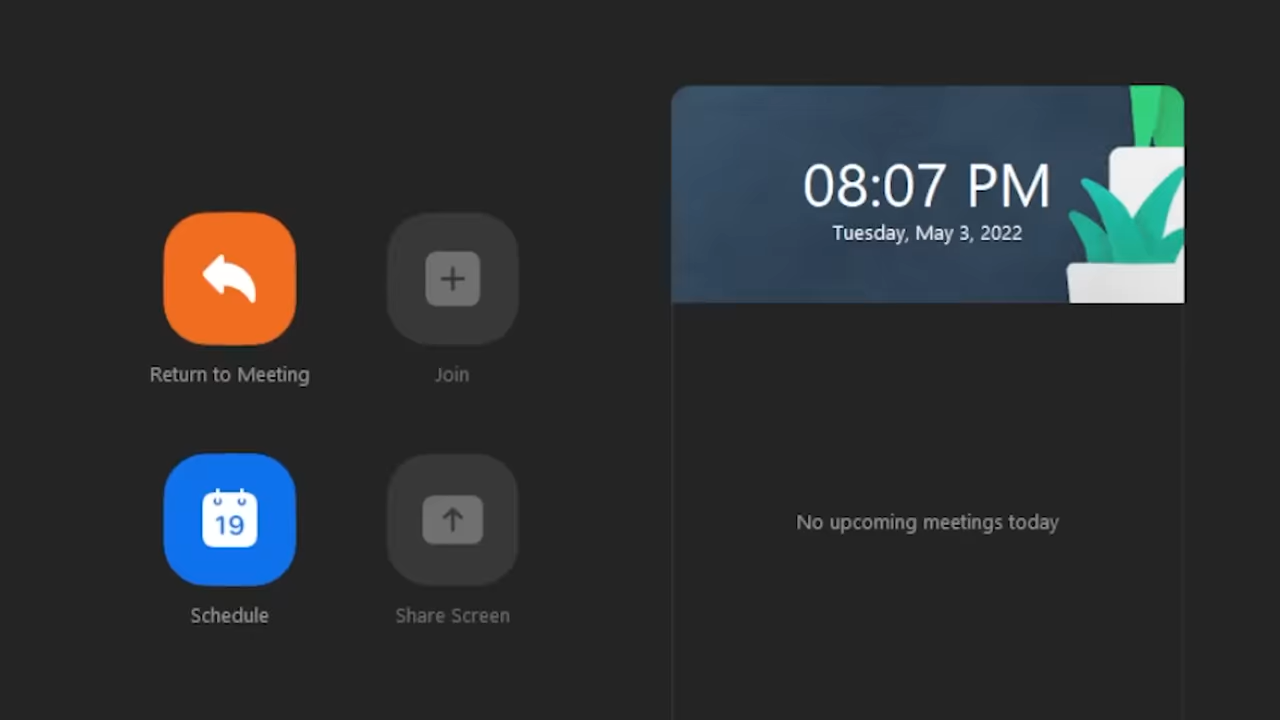 08:07 PM
Tuesday, May 3, 2022
Return to Meeting
Join
19
Schedule
Share Screen
No upcoming meetings today